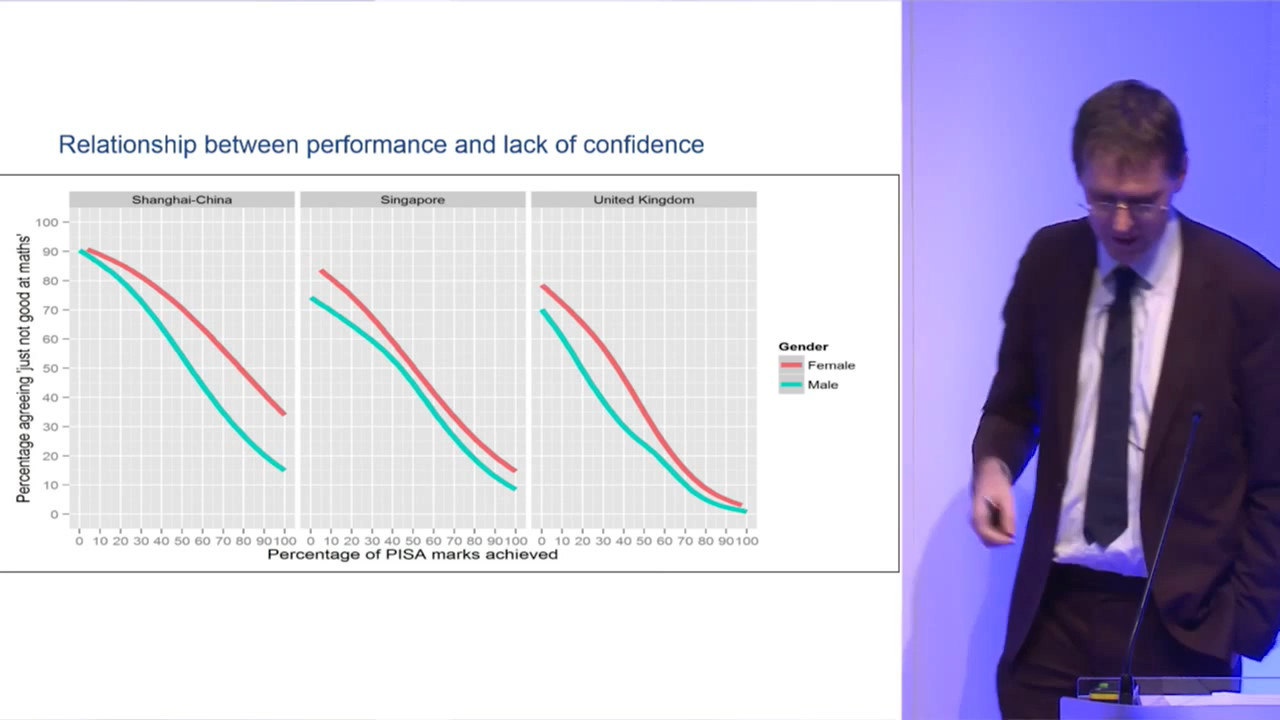 Relationship between performance and lack of confidence
Shanghai-China Singapore United Kingdom
Percentage agreeing 'just not good at maths'
100
90
80
70
60
50
40
30
20
10
0
0 10 20 30 40 50 60 70 80 90 100 0 10 20 30 40 50 60 70 80 90 100 0 10 20 30 40 50 60 70 80 90 100
Percentage of PISA marks achieved
Gender
Female
Male